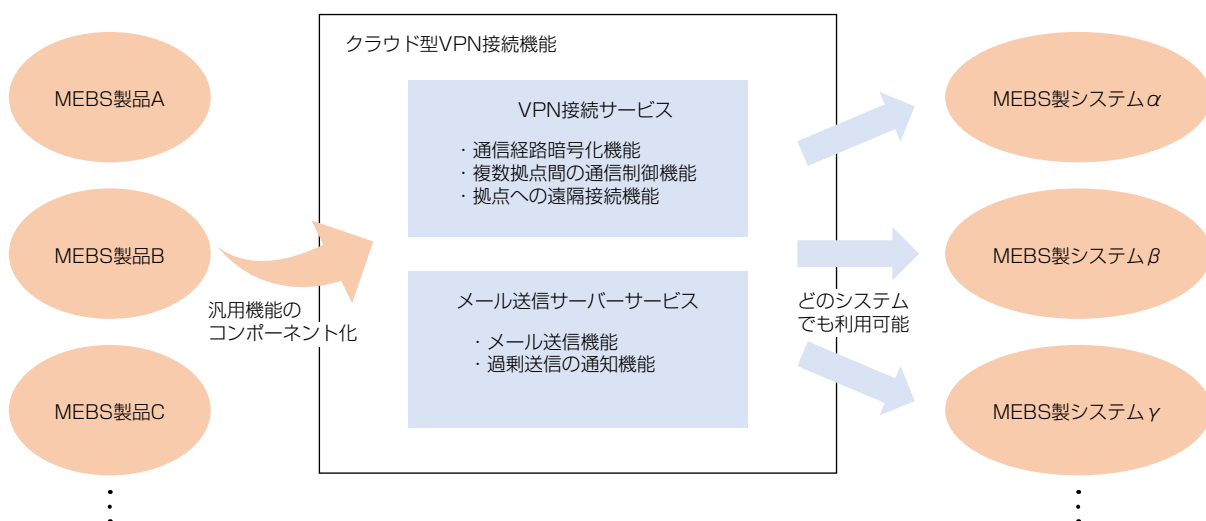 MEBS製品A
MEBS製品B
汎用機能の
コンポーネント化
MEBS製品C
クラウド型VPN接続機能
VPN接続サービス
・通信経路暗号化機能
・複数拠点間の通信制御機能
・拠点への遠隔接続機能
メール送信サーバーサービス
・メール送信機能
・過剰送信の通知機能
どのシステム
でも利用可能
MEBS製システムα
MEBS製システムβ
MEBS製システムγ